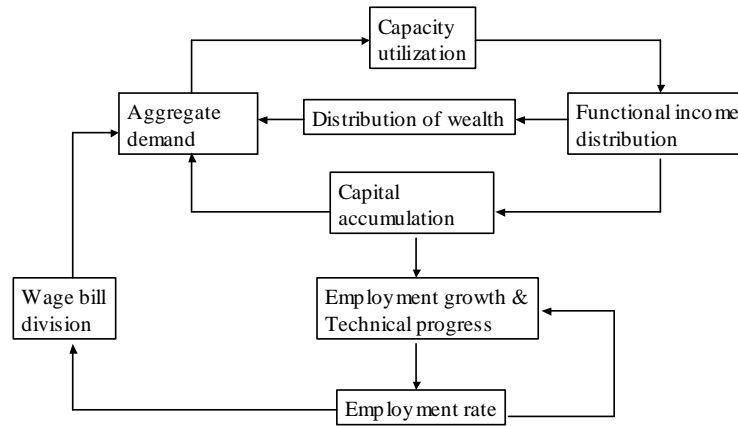 Capacity
utilization
Aggregate
demand
Distribution of wealth
Functional income
distribution
Capital
accumulation
Wage bill
division
Employment growth &
Technical progress
Employment rate